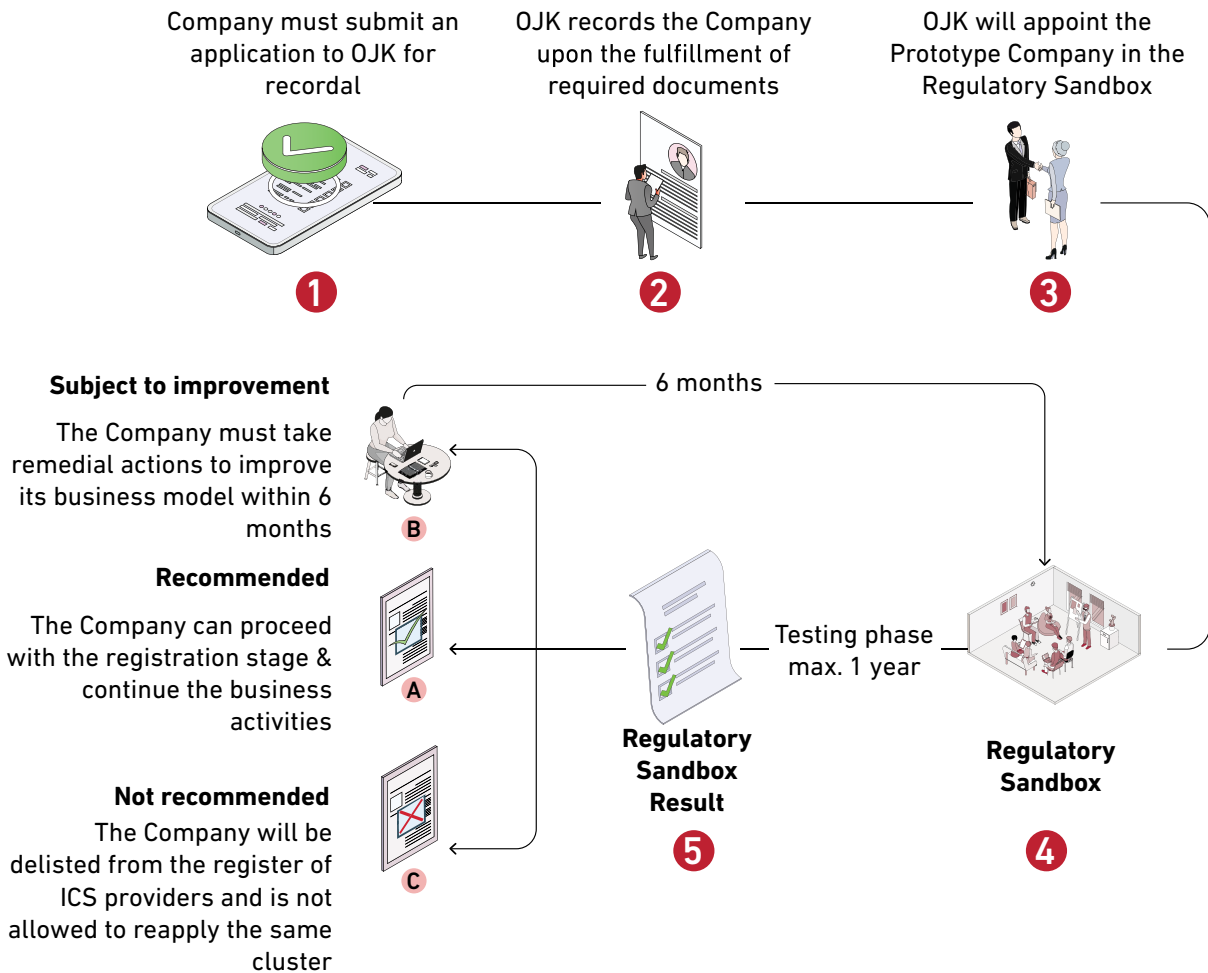 Company must submit an
application to OJK for
recordal
OJK records the Company
upon the fulfillment of
required documents
OJK will appoint the
Prototype Company in the
Regulatory Sandbox
1
2
3
Subject to improvement
The Company must take
remedial actions to improve
its business model within 6
months
B
6 months
Recommended
The Company can proceed
with the registration stage &
continue the business
activities
A
Not recommended
The Company will be
delisted from the register of
ICS providers and is not
allowed to reapply the same
cluster
C
Regulatory
Sandbox
Result
5
Testing phase
max. 1 year
Regulatory
Sandbox
4